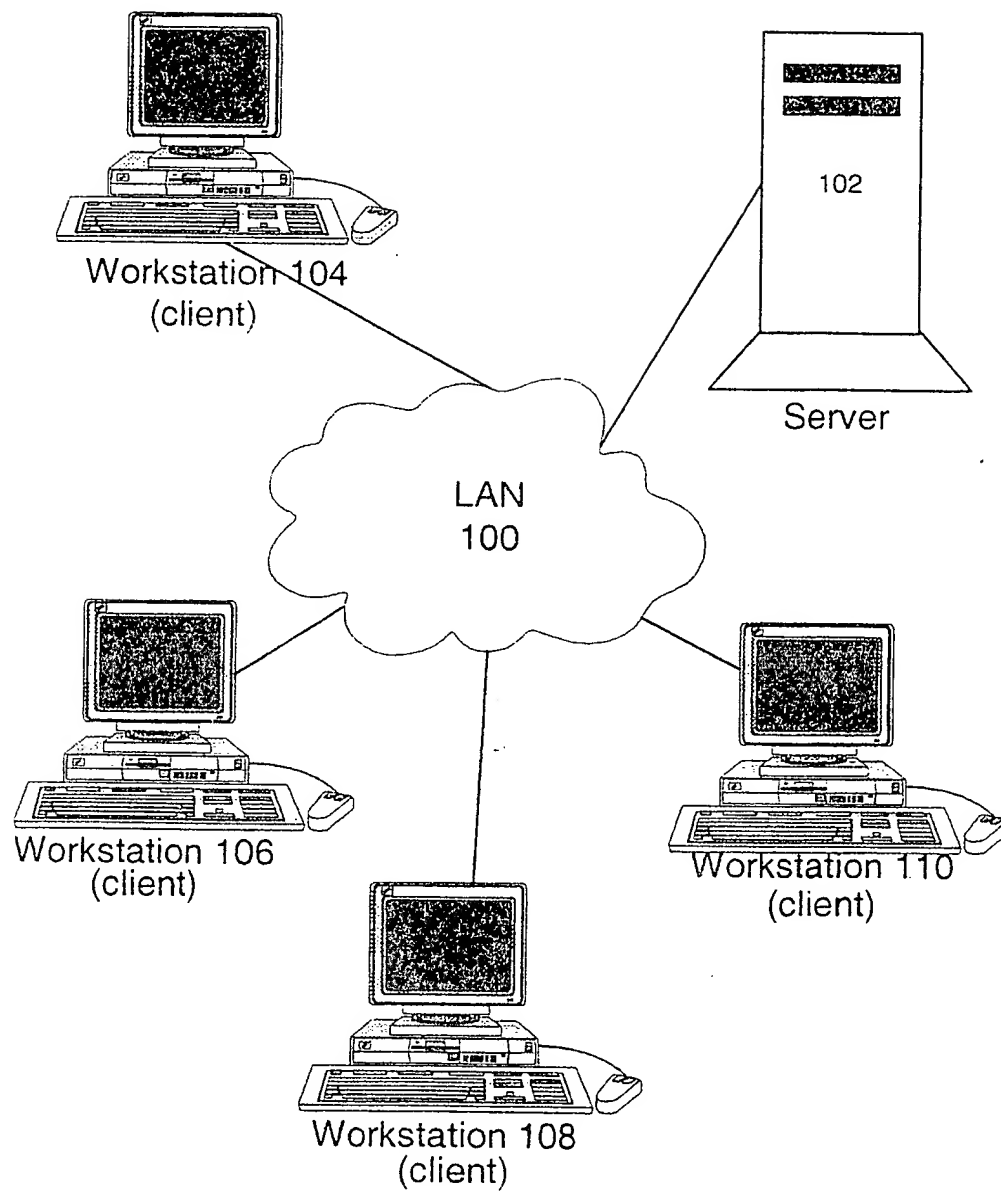 102
Workstation 104
(client)
Server
LAN
100
Workstation 106
(client)
Workstation 110
(client)
Workstation 108
(client)